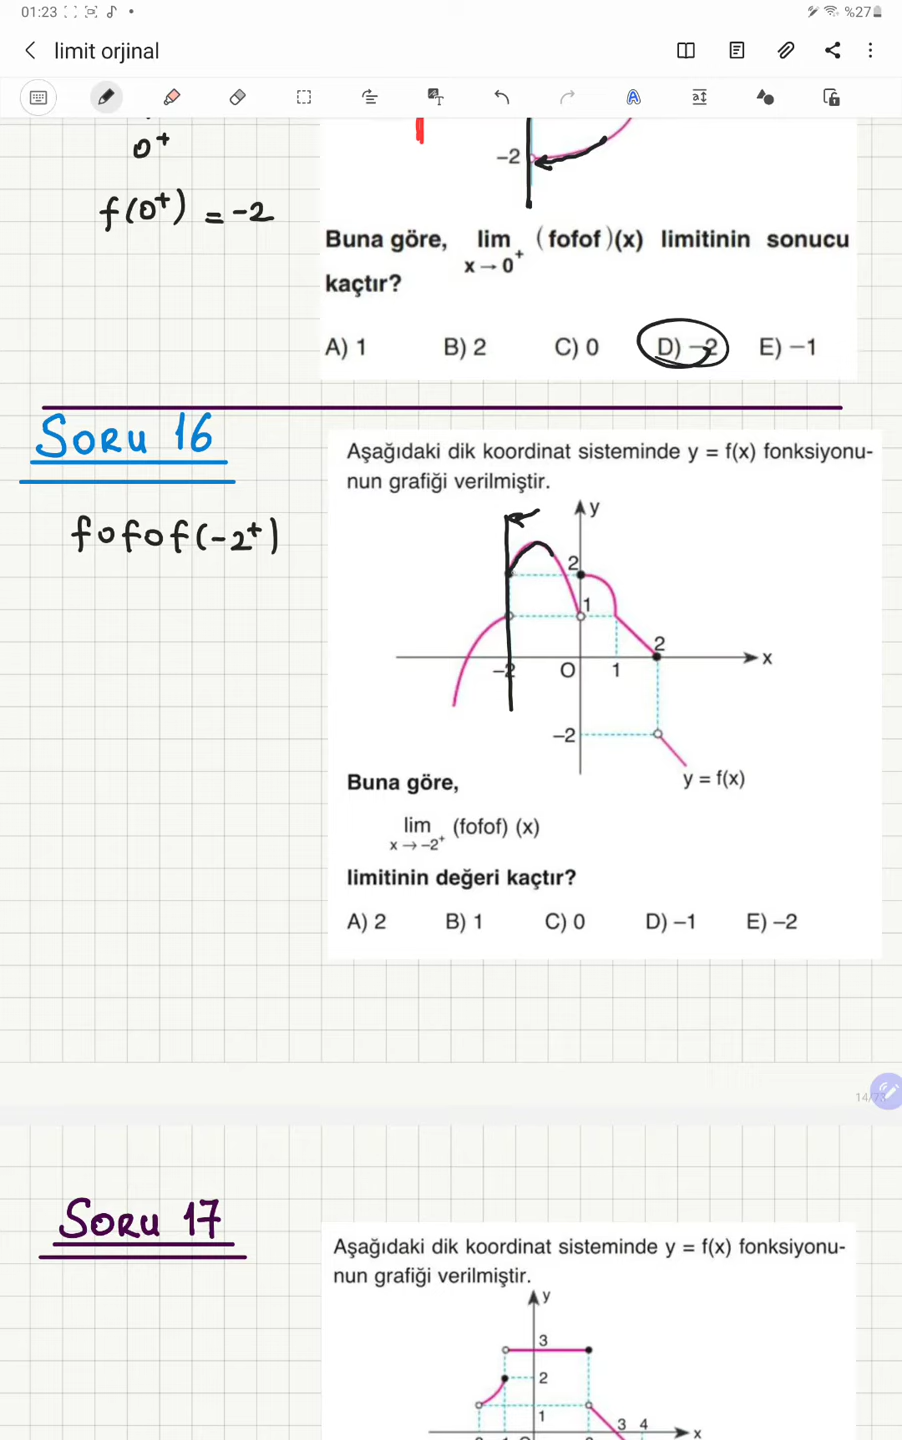 01:23
%27
limit orjinal
0⁺
f(0⁺) = -2
-2
Buna göre, lim x→0⁺ (fofof)(x) limitinin sonucu
kaçtır?
A) 1 B) 2 C) 0 D) -2 E) -1
SORU 16
fofof(-2⁺)
Aşağıdaki dik koordinat sisteminde y = f(x) fonksiyonu-
nun grafiği verilmiştir.
y
2
1
2
-2 O 1 x
-2
y = f(x)
Buna göre,
lim x→-2⁺ (fofof) (x)
limitinin değeri kaçtır?
A) 2 B) 1 C) 0 D) -1 E) -2
SORU 17
Aşağıdaki dik koordinat sisteminde y = f(x) fonksiyonu-
nun grafiği verilmiştir.
y
3
2
1
3 4
x